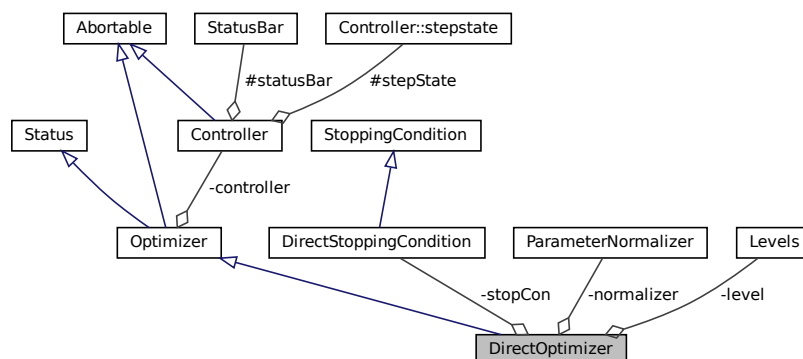 Abortable
StatusBar
Controller::stepstate
#statusBar
#stepState
Status
Controller
StoppingCondition
-controller
Optimizer
DirectStoppingCondition
ParameterNormalizer
Levels
-stopCon
-normalizer
-level
DirectOptimizer